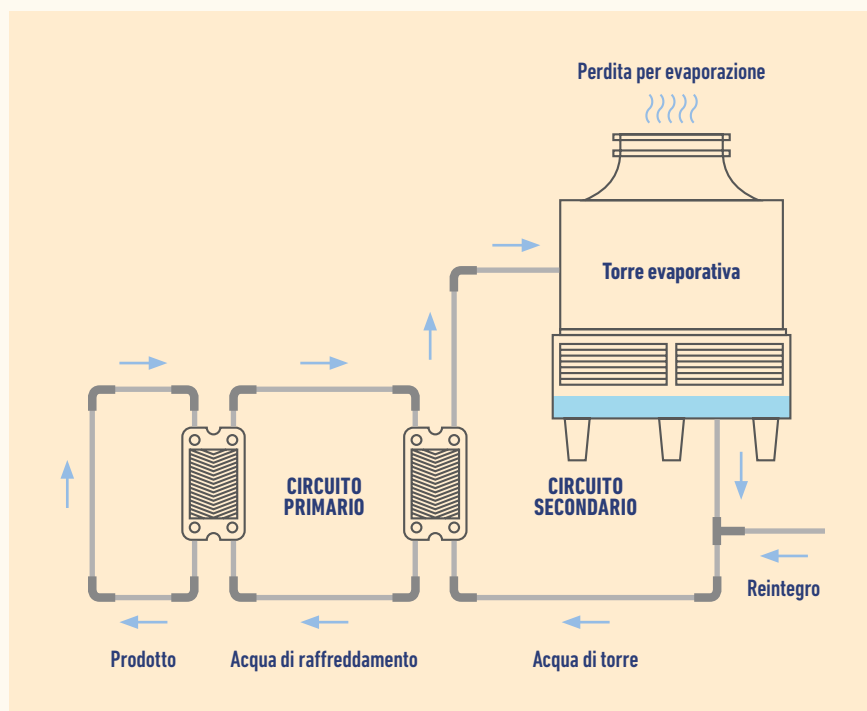 Perdita per evaporazione
Torre evaporativa
CIRCUITO
PRIMARIO
CIRCUITO
SECONDARIO
Reintegro
Prodotto
Acqua di raffreddamento
Acqua di torre